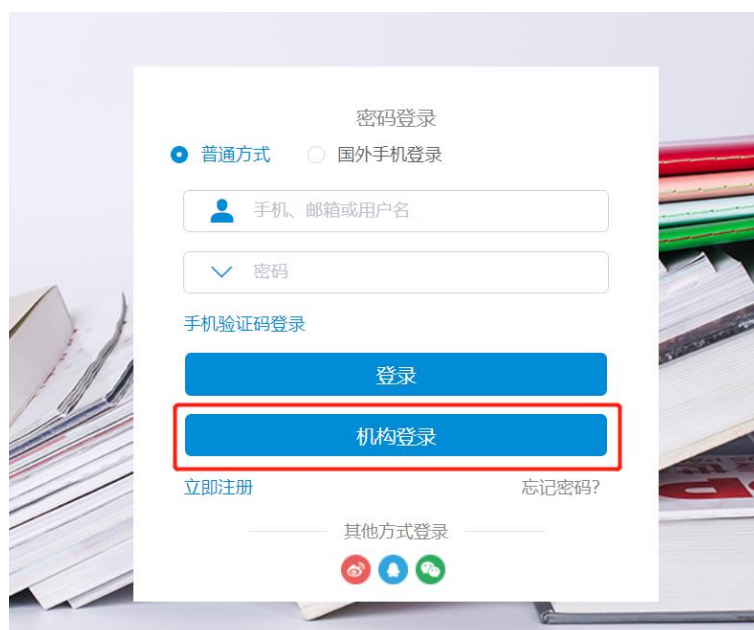 密码登录
普通方式 国外手机登录
手机、邮箱或用户名
密码
手机验证码登录
登录
机构登录
立即注册 忘记密码?
其他方式登录